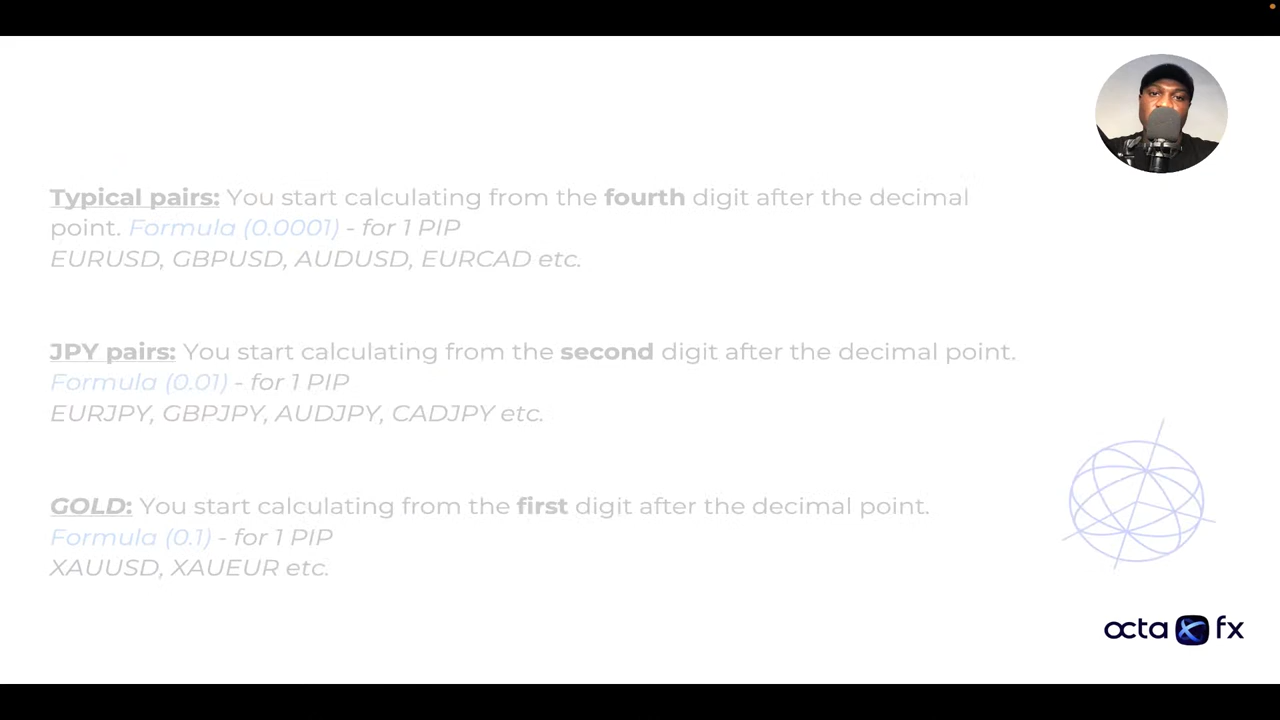 Typical pairs: You start calculating from the fourth digit after the decimal
point. Formula (0.0001) - for 1 PIP
EURUSD, GBPUSD, AUDUSD, EURCAD etc.
JPY pairs: You start calculating from the second digit after the decimal point.
Formula (0.01) - for 1 PIP
EURJPY, GBPJPY, AUDJPY, CADJPY etc.
GOLD: You start calculating from the first digit after the decimal point.
Formula (0.1) - for 1 PIP
XAUUSD, XAUEUR etc.
octa fx